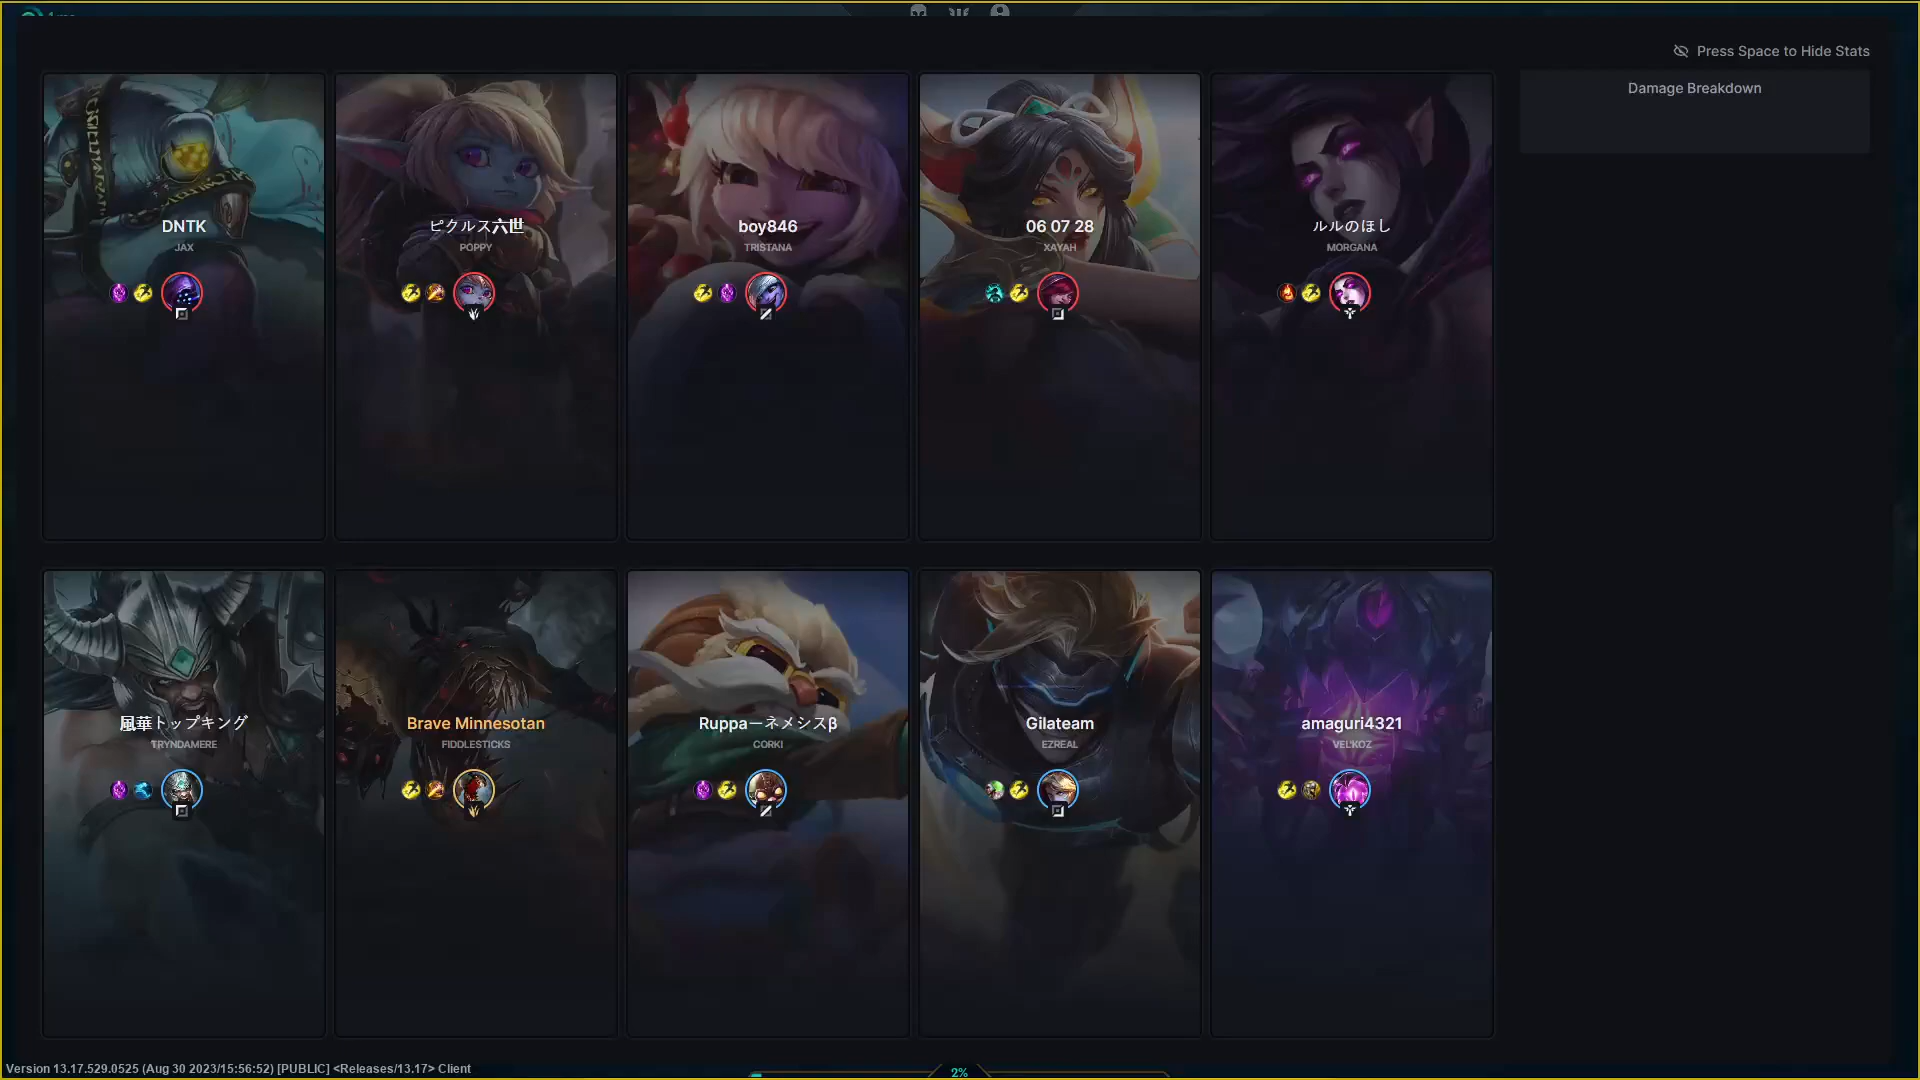 Press Space to Hide Stats
Damage Breakdown
DNTK
JAX
ピクルス六世
POPPY
boy846
TRISTANA
06 07 28
XAYAH
ルルのほし
MORGANA
風華トップキング
TRYNDAMERE
Brave Minnesotan
FIDDLESTICKS
Ruppaーネメシスβ
CORKI
Gilateam
EZREAL
amaguri4321
VEL'KOZ
Version 13.17.529.0525 (Aug 30 2023/15:56:52) [PUBLIC] <Releases/13.17> Client
2%